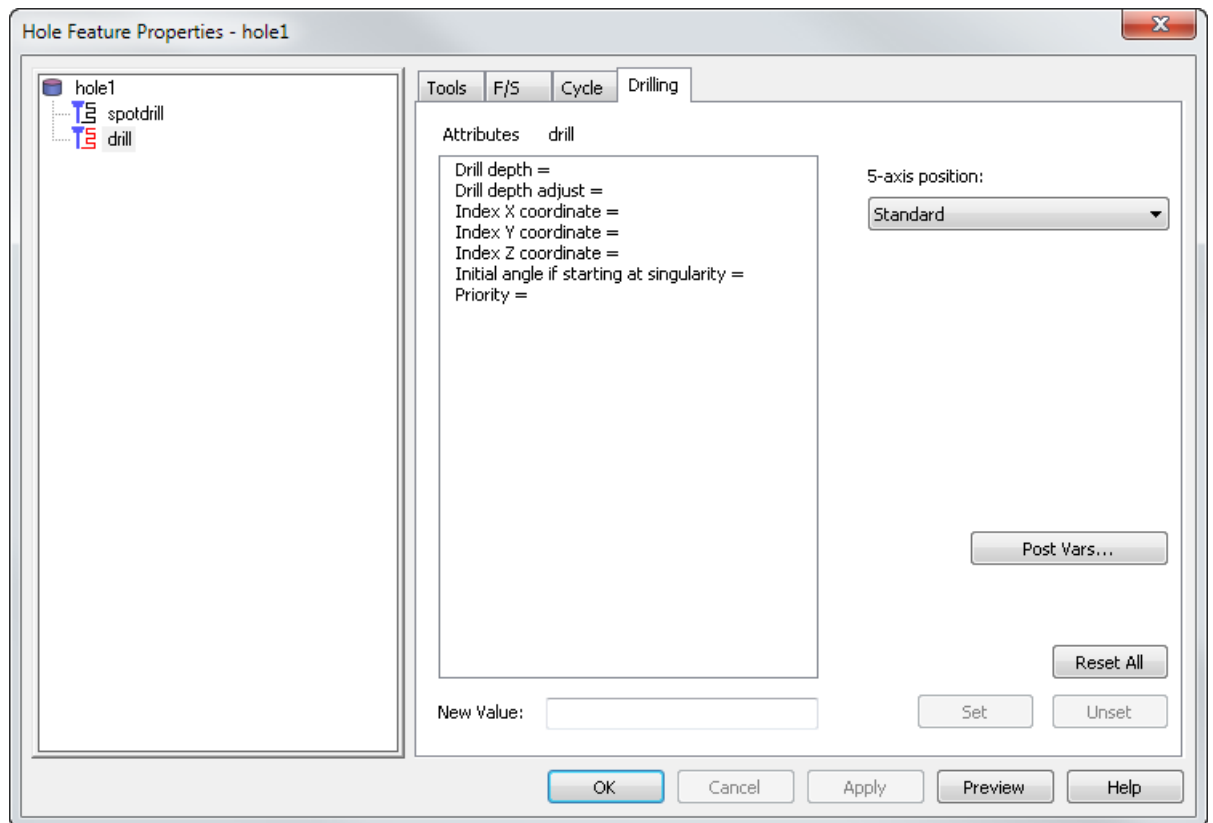 Hole Feature Properties - hole1
hole1
spotdrill
drill
Tools F/S Cycle Drilling
Attributes drill
Drill depth =
Drill depth adjust =
Index X coordinate =
Index Y coordinate =
Index Z coordinate =
Initial angle if starting at singularity =
Priority =
5-axis position:
Standard
Post Vars...
Reset All
New Value:
Set Unset
OK Cancel Apply Preview Help